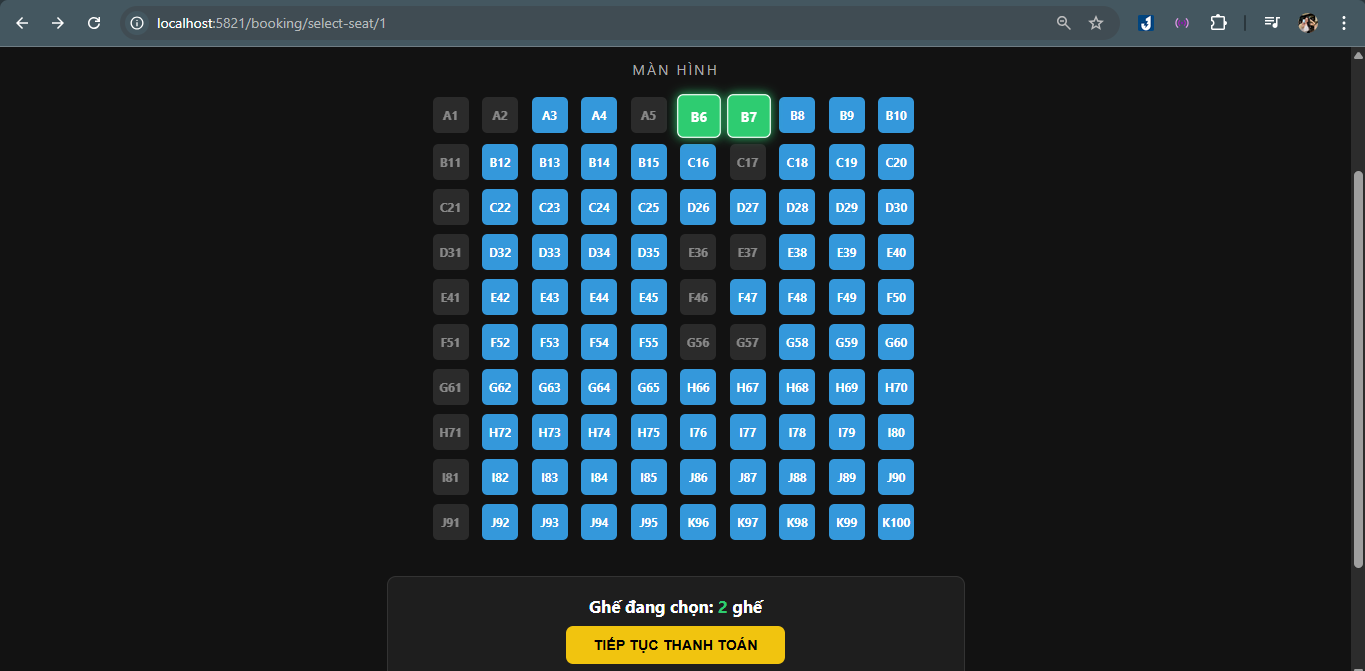 localhost:5821/booking/select-seat/1
MÀN HÌNH
A1 A2 A3 A4 A5 B6 B7 B8 B9 B10
B11 B12 B13 B14 B15 C16 C17 C18 C19 C20
C21 C22 C23 C24 C25 D26 D27 D28 D29 D30
D31 D32 D33 D34 D35 E36 E37 E38 E39 E40
E41 E42 E43 E44 E45 F46 F47 F48 F49 F50
F51 F52 F53 F54 F55 G56 G57 G58 G59 G60
G61 G62 G63 G64 G65 H66 H67 H68 H69 H70
H71 H72 H73 H74 H75 I76 I77 I78 I79 I80
I81 I82 I83 I84 I85 J86 J87 J88 J89 J90
J91 J92 J93 J94 J95 K96 K97 K98 K99 K100
Ghế đang chọn: 2 ghế
TIẾP TỤC THANH TOÁN